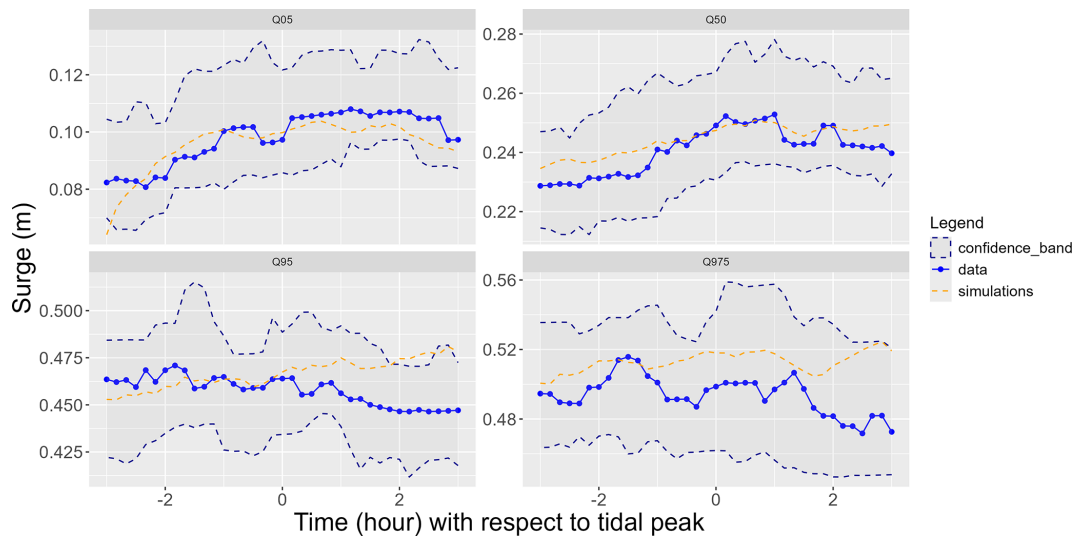 Q05
Q50
0.12
0.10
0.08
0.28
0.26
0.24
0.22
Surge (m)
Q95
Q975
0.500
0.475
0.450
0.425
0.56
0.52
0.48
-2
0
2
-2
0
2
Time (hour) with respect to tidal peak
Legend
confidence_band
data
simulations